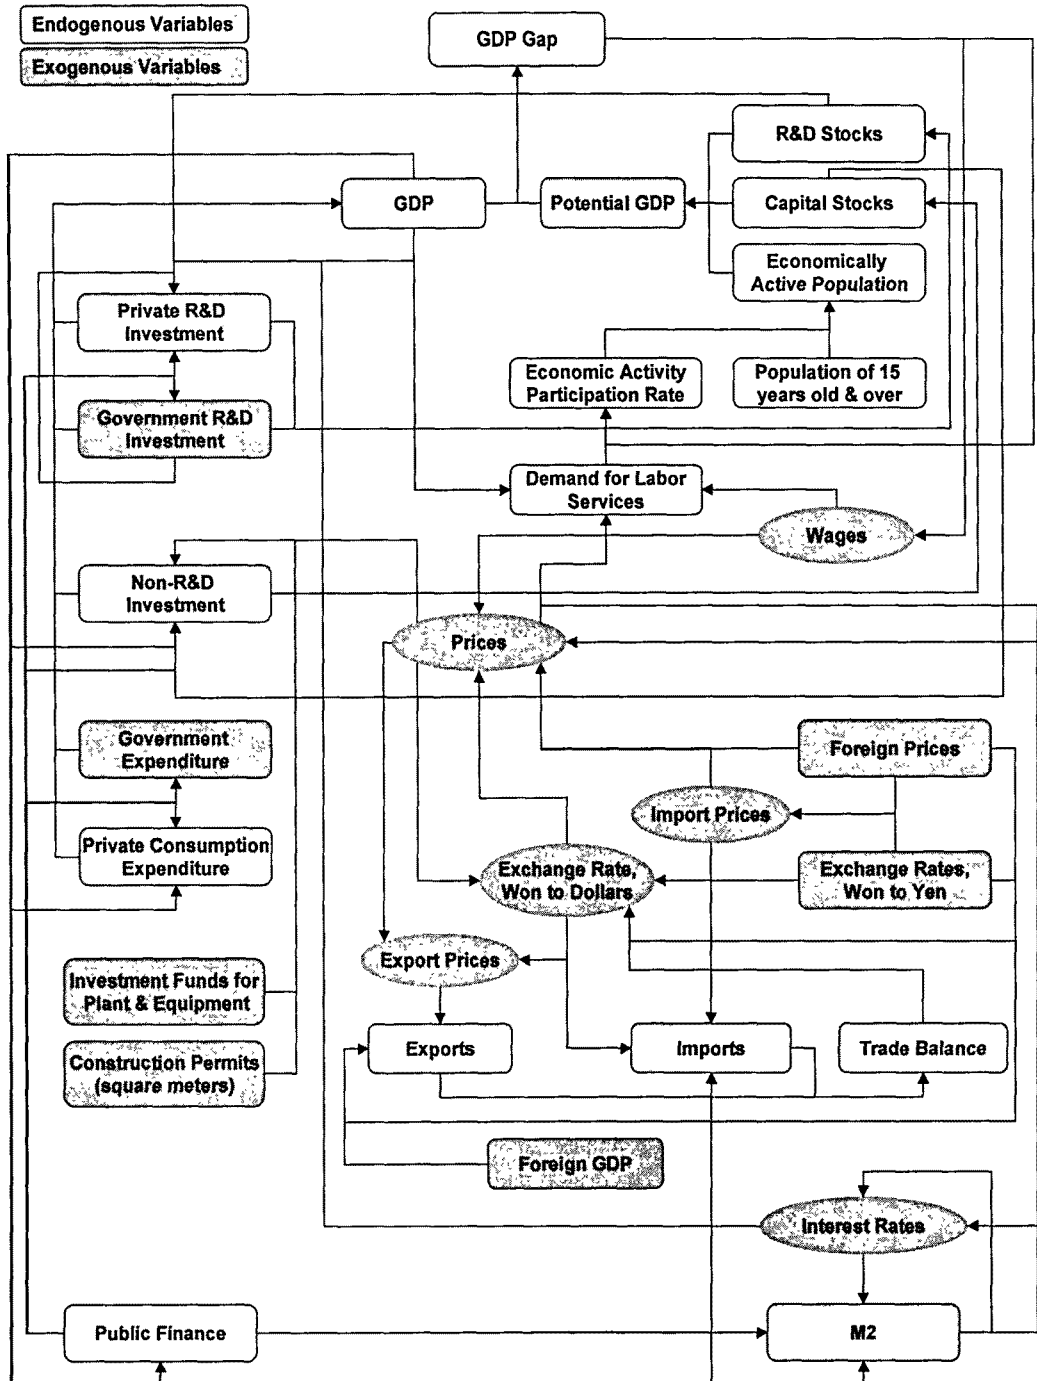 Endogenous Variables
Exogenous Variables
GDP Gap
R&D Stocks
GDP
Potential GDP
Capital Stocks
Economically
Active Population
Private R&D
Investment
Economic Activity
Participation Rate
Population of 15
years old & over
Government R&D
Investment
Demand for Labor
Services
Wages
Non-R&D
Investment
Prices
Government
Expenditure
Foreign Prices
Import Prices
Private Consumption
Expenditure
Exchange Rate,
Won to Dollars
Exchange Rates,
Won to Yen
Export Prices
Investment Funds for
Plant & Equipment
Exports
Imports
Trade Balance
Construction Permits
(square meters)
Foreign GDP
Interest Rates
Public Finance
M2